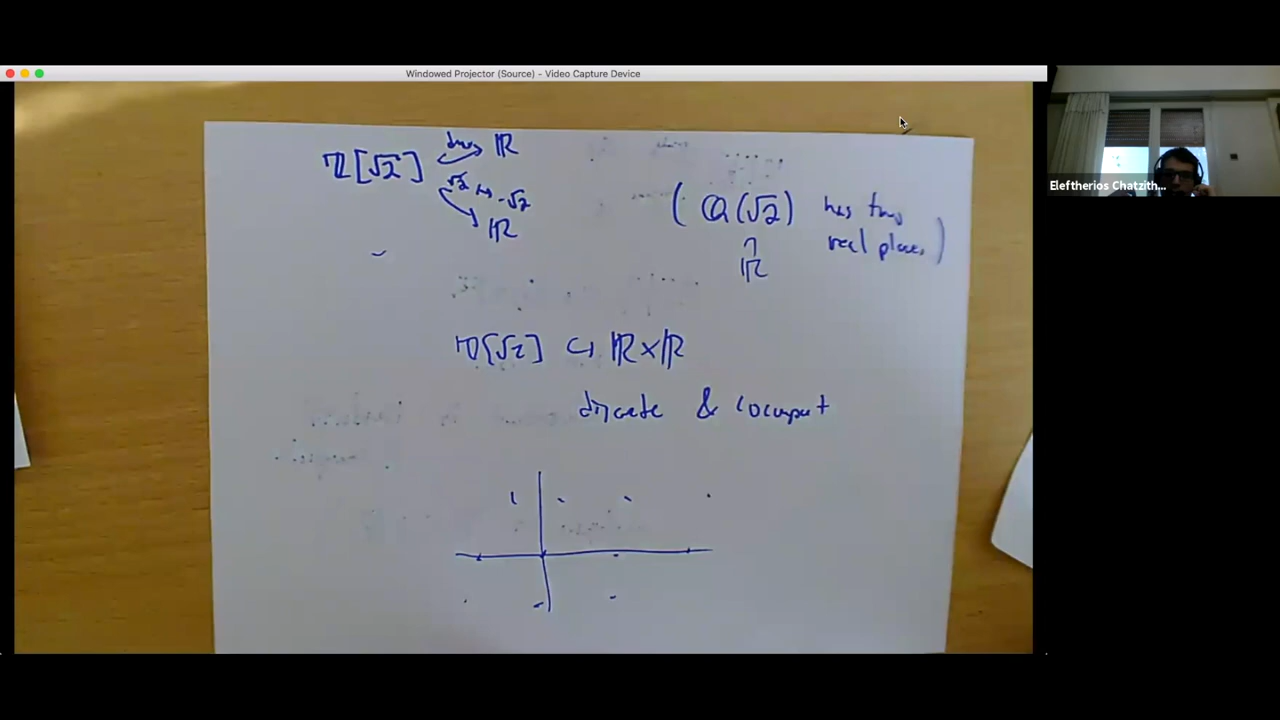 Windowed Projector (Source) - Video Capture Device
ℤ[√2] ℝ
√2 ↦ -√2
ℝ
( ℚ(√2) has two
real places )
∩
ℝ
ℤ[√2] ↪ ℝ×ℝ
discrete & cocompact
Eleftherios Chatzith...